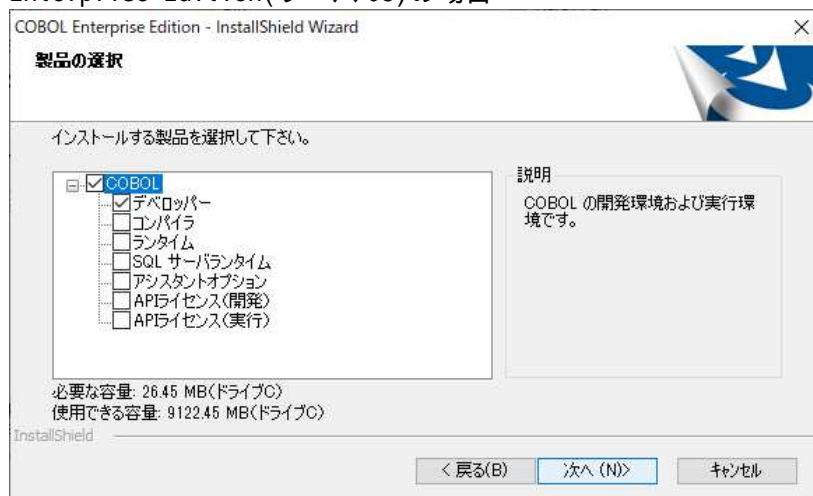 COBOL Enterprise Edition - InstallShield Wizard
製品の選択
インストールする製品を選択して下さい。
COBOL
デベロッパー
コンパイラ
ランタイム
SQL サーバランタイム
アシスタントオプション
APIライセンス(開発)
APIライセンス(実行)
説明
COBOL の開発環境および実行環
境です。
必要な容量: 26.45 MB(ドライブC)
使用できる容量: 9122.45 MB(ドライブC)
InstallShield
< 戻る(B)
次へ (N)>
キャンセル